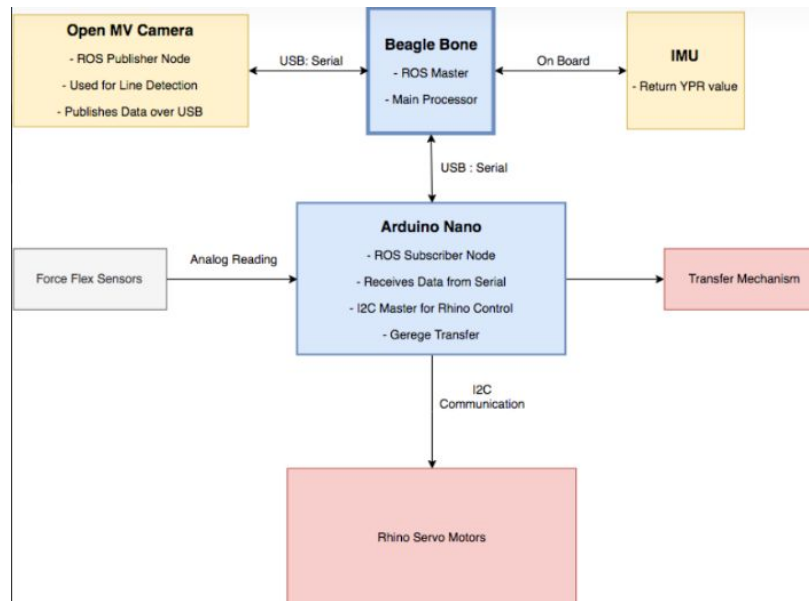 Open MV Camera
- ROS Publisher Node
- Used for Line Detection
- Publishes Data over USB
USB: Serial
Beagle Bone
- ROS Master
- Main Processor
On Board
IMU
- Return YPR value
USB : Serial
Force Flex Sensors
Analog Reading
Arduino Nano
- ROS Subscriber Node
- Receives Data from Serial
- I2C Master for Rhino Control
- Gerege Transfer
Transfer Mechanism
I2C
Communication
Rhino Servo Motors